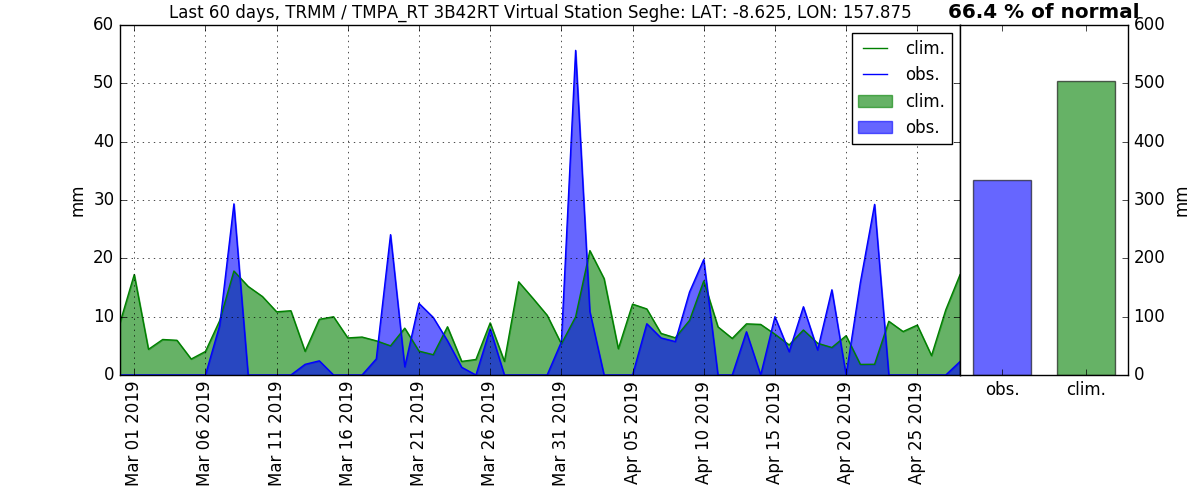 Last 60 days, TRMM / TMPA_RT 3B42RT Virtual Station Seghe: LAT: -8.625, LON: 157.875
66.4 % of normal
clim.
obs.
clim.
obs.
mm
60
50
40
30
20
10
0
Mar 01 2019
Mar 06 2019
Mar 11 2019
Mar 16 2019
Mar 21 2019
Mar 26 2019
Mar 31 2019
Apr 05 2019
Apr 10 2019
Apr 15 2019
Apr 20 2019
Apr 25 2019
obs.
clim.
600
500
400
300
200
100
0
mm